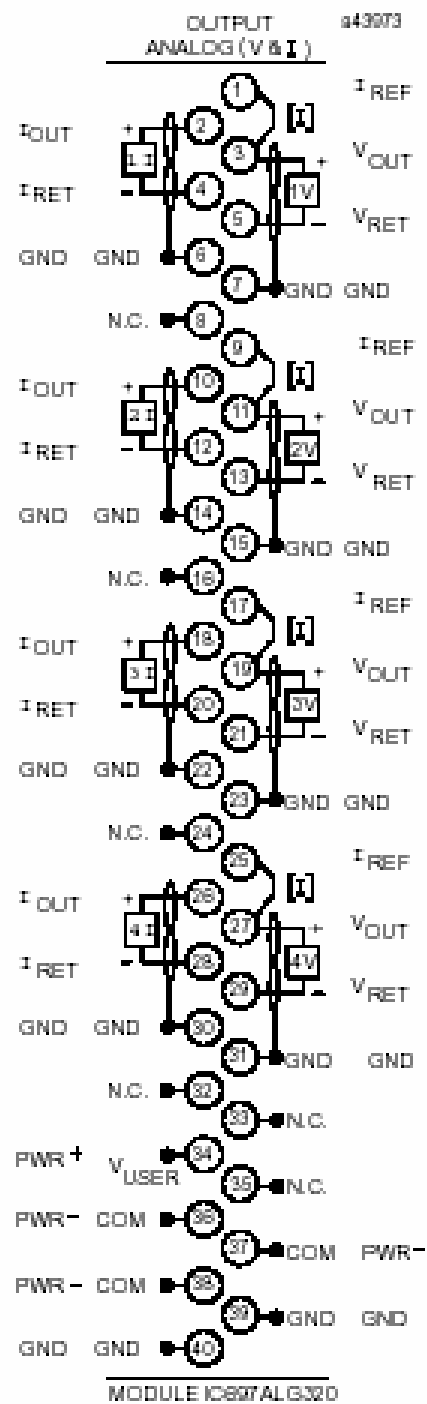 OUTPUT a43973
ANALOG (V & I)
1 I REF
[I]
I OUT + 2
1 I 3 + V OUT
I RET - 4 1V
5 - V RET
GND GND 6
7 GND GND
N.C. 8
9 I REF
[I]
I OUT + 10
2 I 11 + V OUT
I RET - 12 2V
13 - V RET
GND GND 14
15 GND GND
N.C. 16
17 I REF
[I]
I OUT + 18
3 I 19 + V OUT
I RET - 20 3V
21 - V RET
GND GND 22
23 GND GND
N.C. 24
25 I REF
[I]
I OUT + 26
4 I 27 + V OUT
I RET - 28 4V
29 - V RET
GND GND 30
31 GND GND
N.C. 32
33 N.C.
PWR+ V USER 34
35 N.C.
PWR- COM 36
37 COM PWR-
PWR- COM 38
39 GND GND
GND GND 40
MODULE IC697ALG320